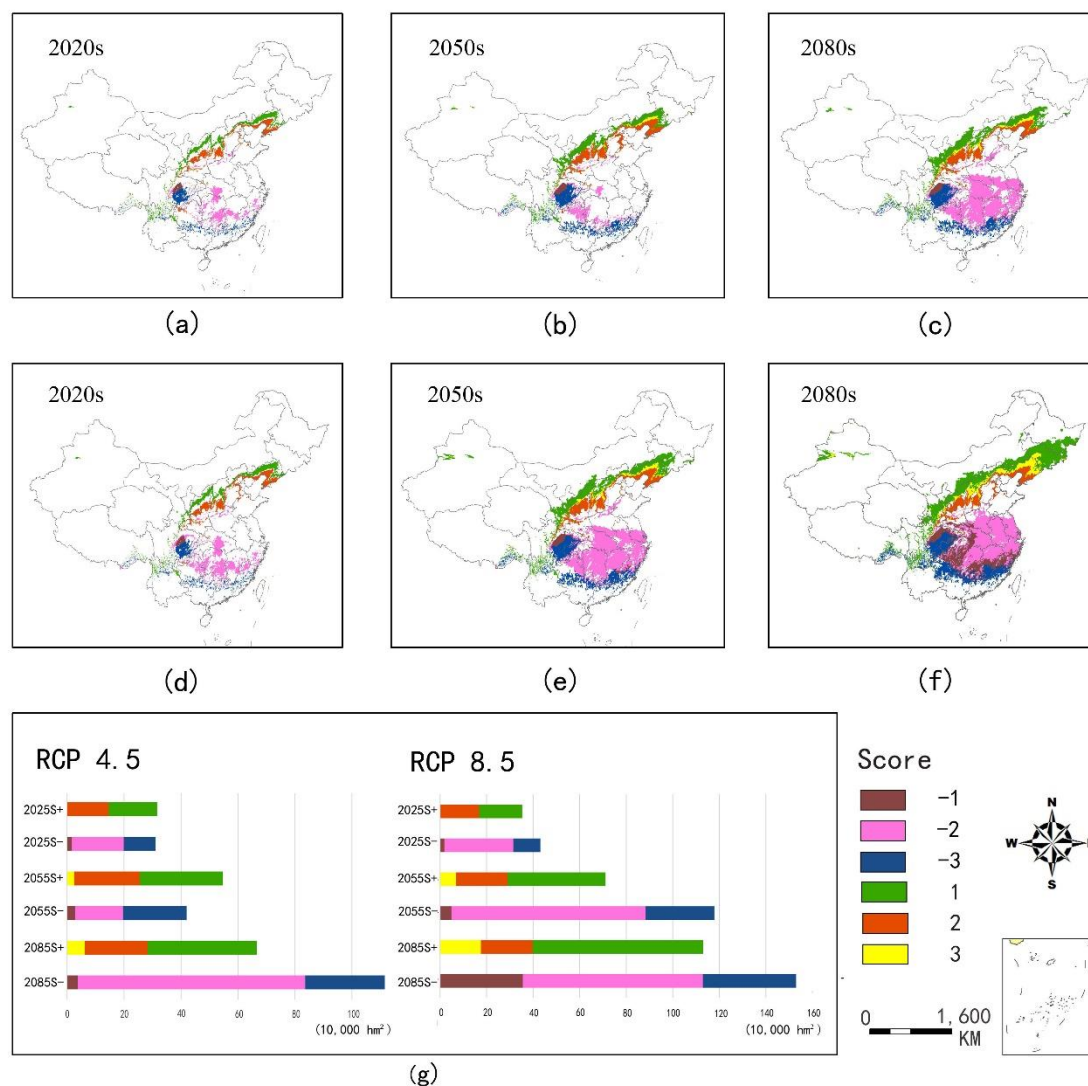 2020s
2050s
2080s
(a)
(b)
(c)
2020s
2050s
2080s
(d)
(e)
(f)
RCP 4.5
2025S+
2025S-
2055S+
2055S-
2085S+
2085S-
0 20 40 60 80 100
(10,000 hm²)
RCP 8.5
2025S+
2025S-
2055S+
2055S-
2085S+
2085S-
0 20 40 60 80 100 120 140 160
(10,000 hm²)
Score
-1
-2
-3
1
2
3
N
W
S
0 1,600
KM
(g)